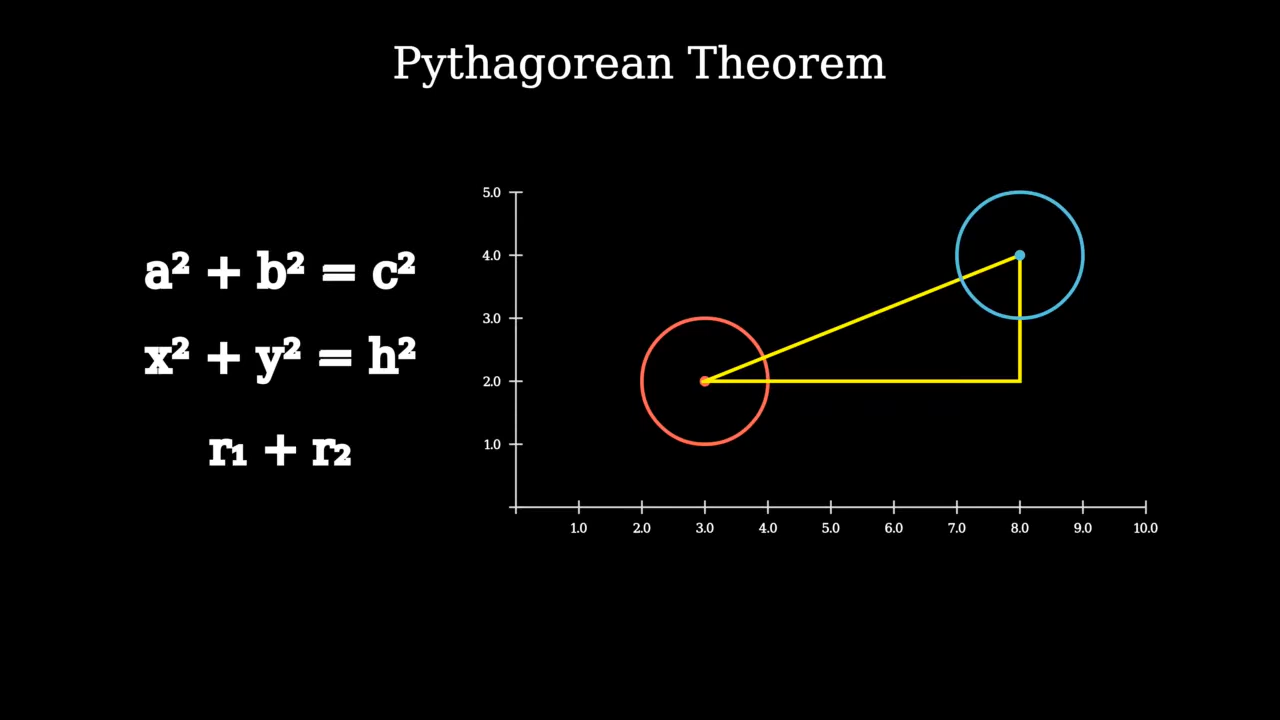 Pythagorean Theorem
a² + b² = c²
x² + y² = h²
r₁ + r₂
5.0
4.0
3.0
2.0
1.0
1.0 2.0 3.0 4.0 5.0 6.0 7.0 8.0 9.0 10.0